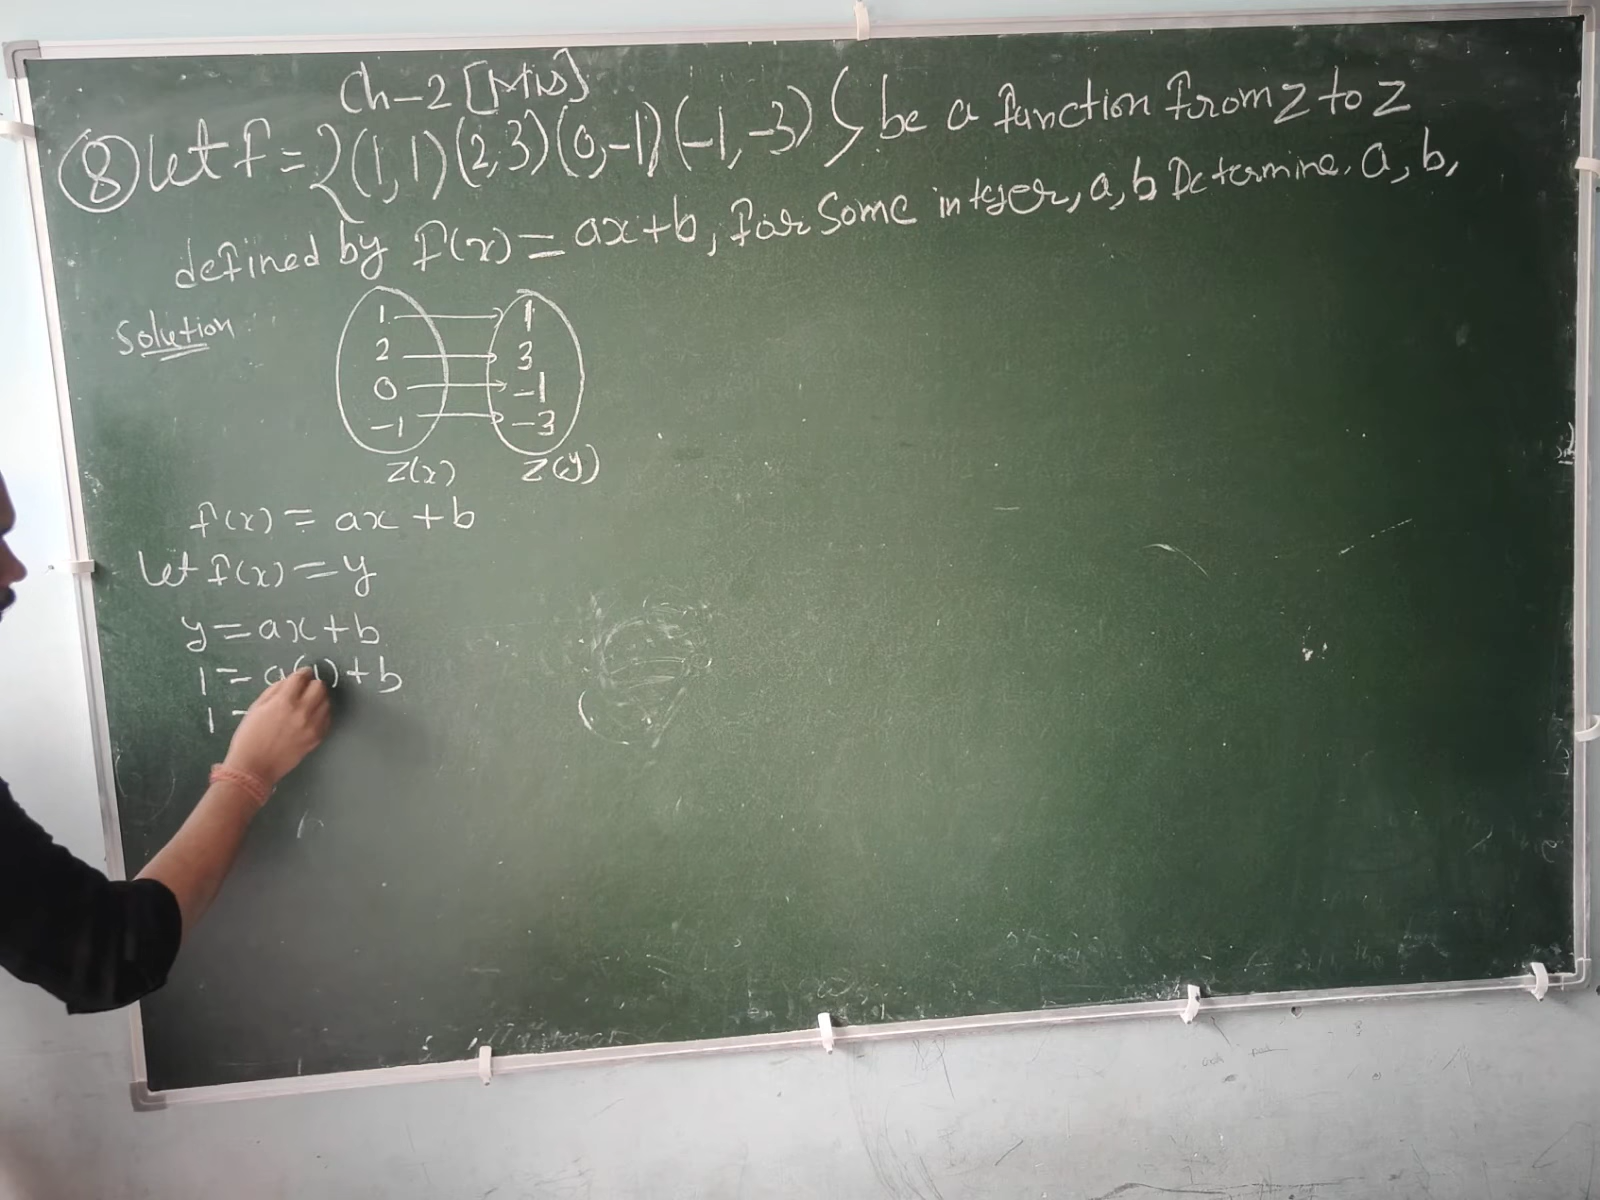 Ch-2 [Mis]
⑧ Let f = {(1,1)(2,3)(0,-1)(-1,-3)} be a function from Z to Z
defined by f(x) = ax+b, for some integer, a, b Determine. a, b,
Solution
1 1
2 3
0 -1
-1 -3
Z(x) Z(y)
f(x) = ax + b
Let f(x) = y
y = ax + b
1 = a(1) + b
1 =